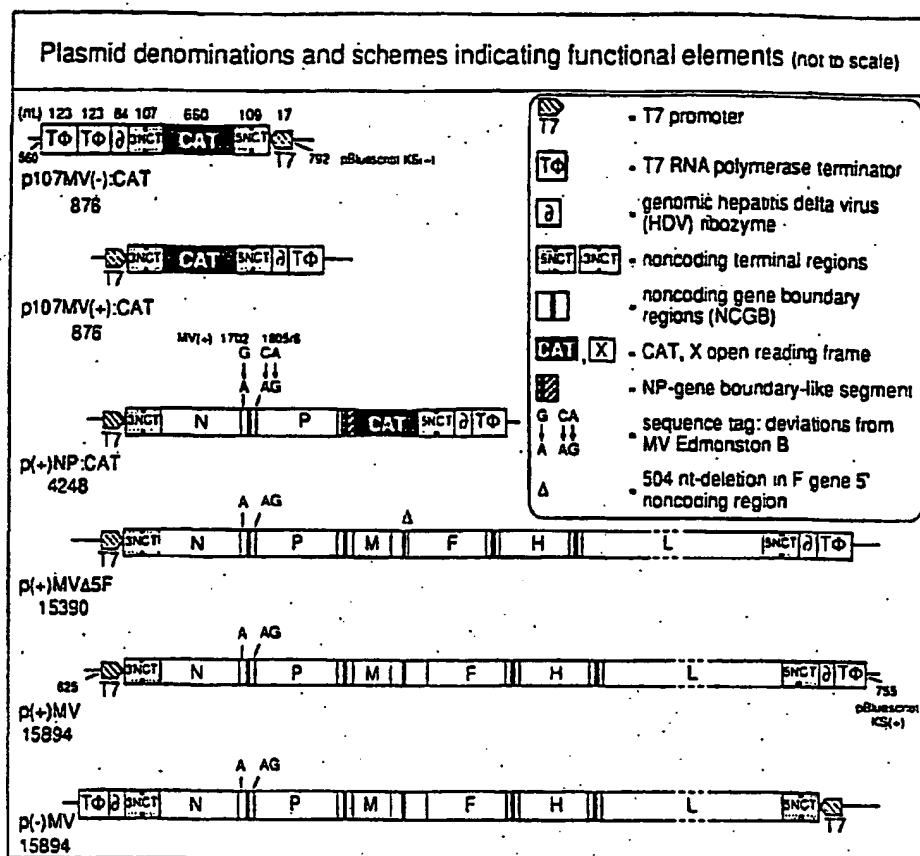 Plasmid denominations and schemes indicating functional elements (not to scale)
(nt) 123 123 84 107 660 109 17
TΦ TΦ ∂ 3NCT CAT 5NCT
560 T7 792 pBluescript KS(-)
p107MV(-):CAT
876
3NCT CAT 5NCT ∂ TΦ
T7
p107MV(+):CAT
876
MV(+) 1702 1805/6
G CA
A AG
3NCT N P CAT 5NCT ∂ TΦ
T7
p(+)NP:CAT
4248
A AG Δ
3NCT N P M F H L 5NCT ∂ TΦ
T7
p(+)MVΔ5F
15390
A AG
3NCT N P M F H L 5NCT ∂ TΦ
625 T7 755
pBluescript
KS(+)
p(+)MV
15894
A AG
TΦ ∂ 3NCT N P M F H L 5NCT
T7
p(-)MV
15894
T7 - T7 promoter
TΦ - T7 RNA polymerase terminator
∂ - genomic hepatitis delta virus
(HDV) ribozyme
5NCT 3NCT - noncoding terminal regions
- noncoding gene boundary
regions (NCGB)
CAT, X - CAT, X open reading frame
- NP-gene boundary-like segment
G CA
A AG
- sequence tag: deviations from
MV Edmonston B
Δ - 504 nt-deletion in F gene 5'
noncoding region